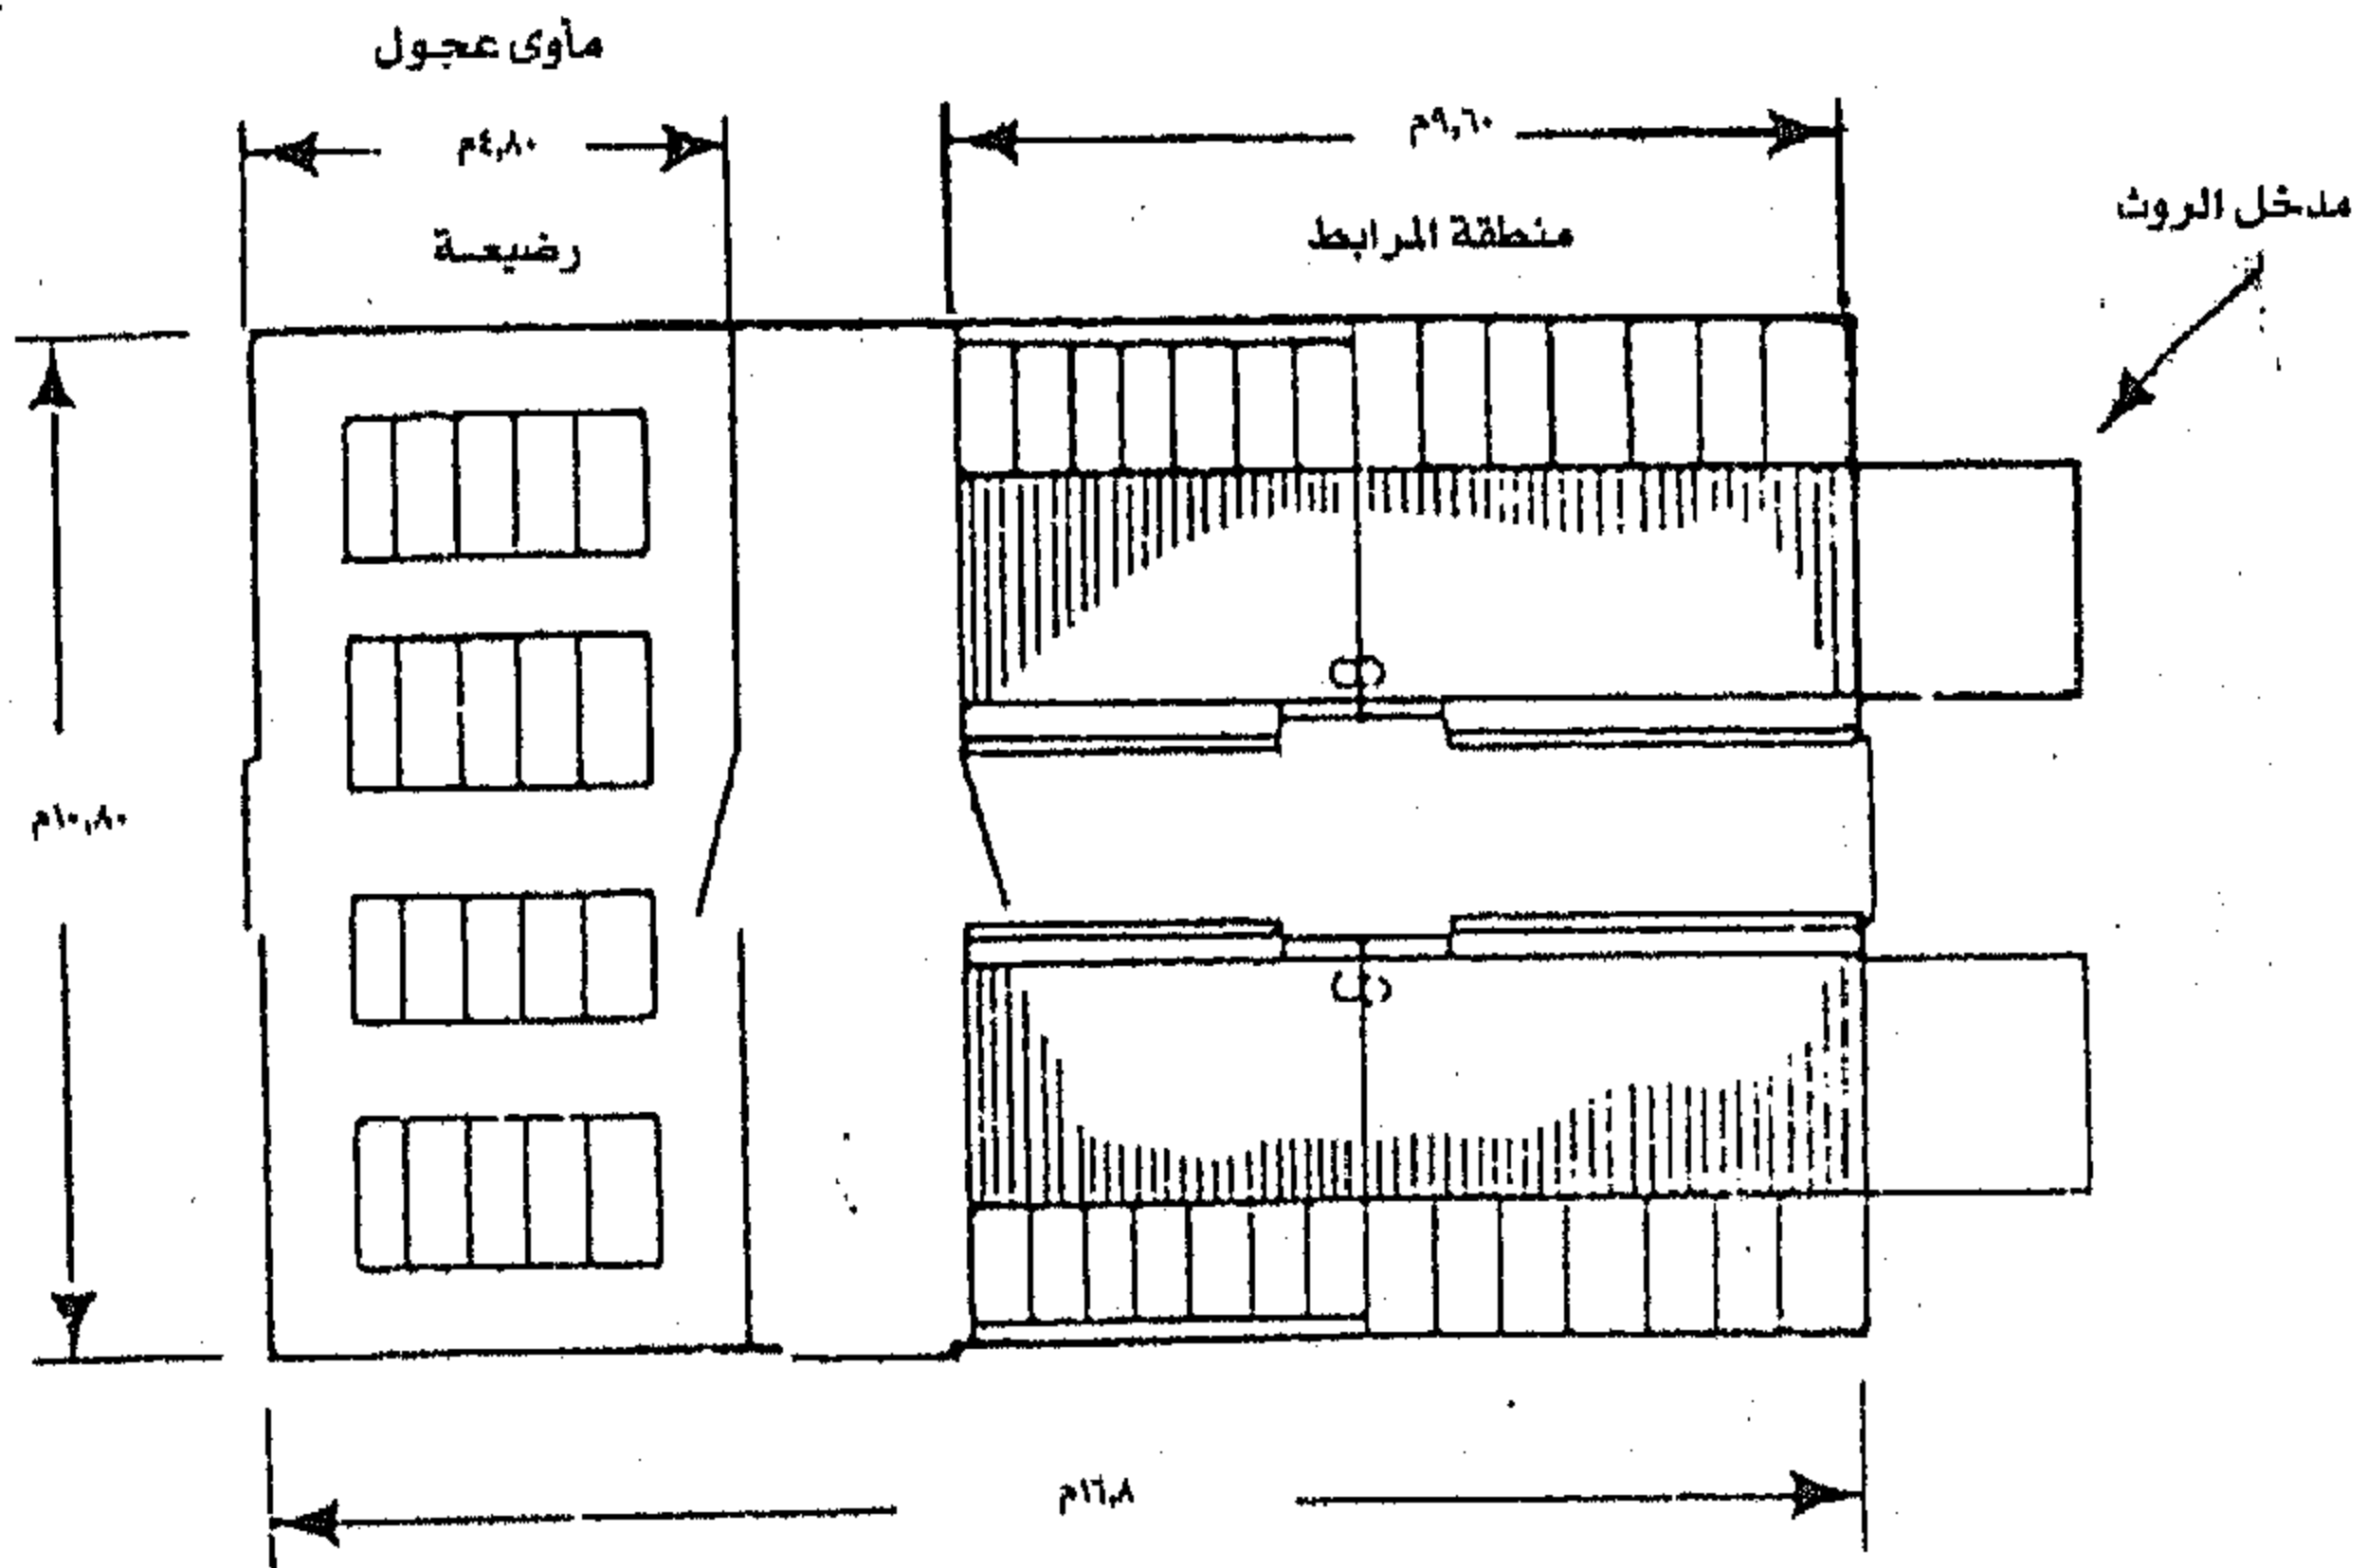 مأوى عجول
٤,٨٠م
٩,٦٠م
مدخل الروث
رضيعة
منطقة المرابط
١٠,٨٠م
١٦,٨م